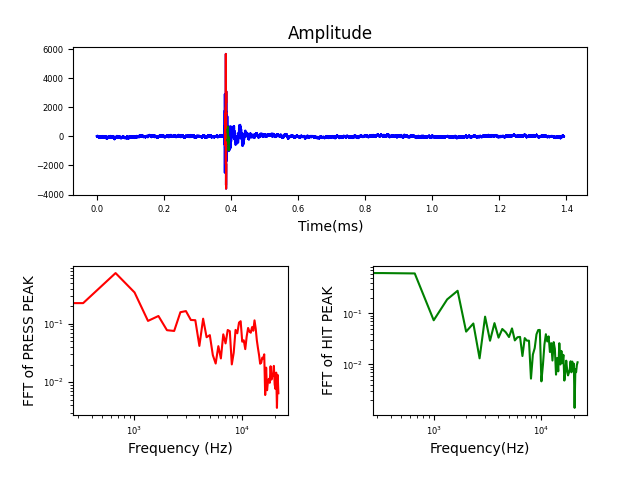 Amplitude
6000
4000
2000
0
−2000
−4000
0.0 0.2 0.4 0.6 0.8 1.0 1.2 1.4
Time(ms)
FFT of PRESS PEAK
10⁻¹
10⁻²
10³ 10⁴
Frequency (Hz)
FFT of HIT PEAK
10⁻¹
10⁻²
10³ 10⁴
Frequency(Hz)